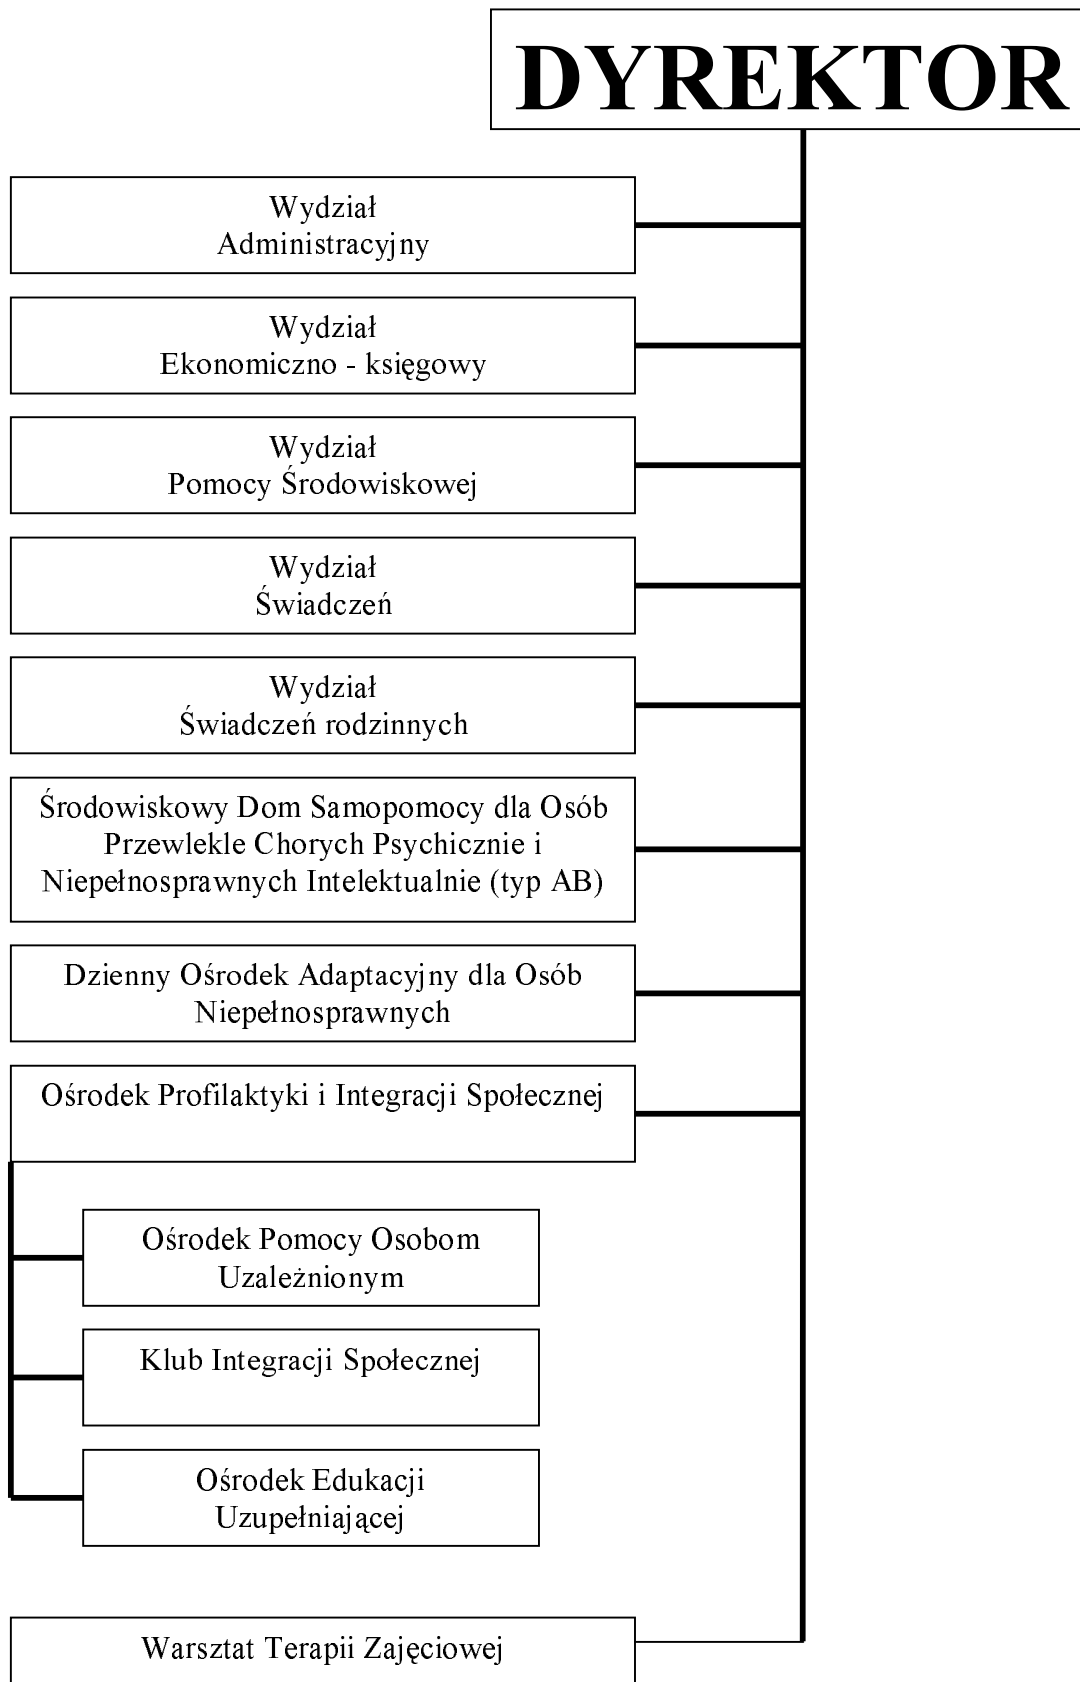 DYREKTOR
Wydział
Administracyjny
Wydział
Ekonomiczno - księgowy
Wydział
Pomocy Środowiskowej
Wydział
Świadczeń
Wydział
Świadczeń rodzinnych
Środowiskowy Dom Samopomocy dla Osób
Przewlekle Chorych Psychicznie i
Niepełnosprawnych Intelektualnie (typ AB)
Dzienny Ośrodek Adaptacyjny dla Osób
Niepełnosprawnych
Ośrodek Profilaktyki i Integracji Społecznej
Ośrodek Pomocy Osobom
Uzależnionym
Klub Integracji Społecznej
Ośrodek Edukacji
Uzupełniającej
Warsztat Terapii Zajęciowej